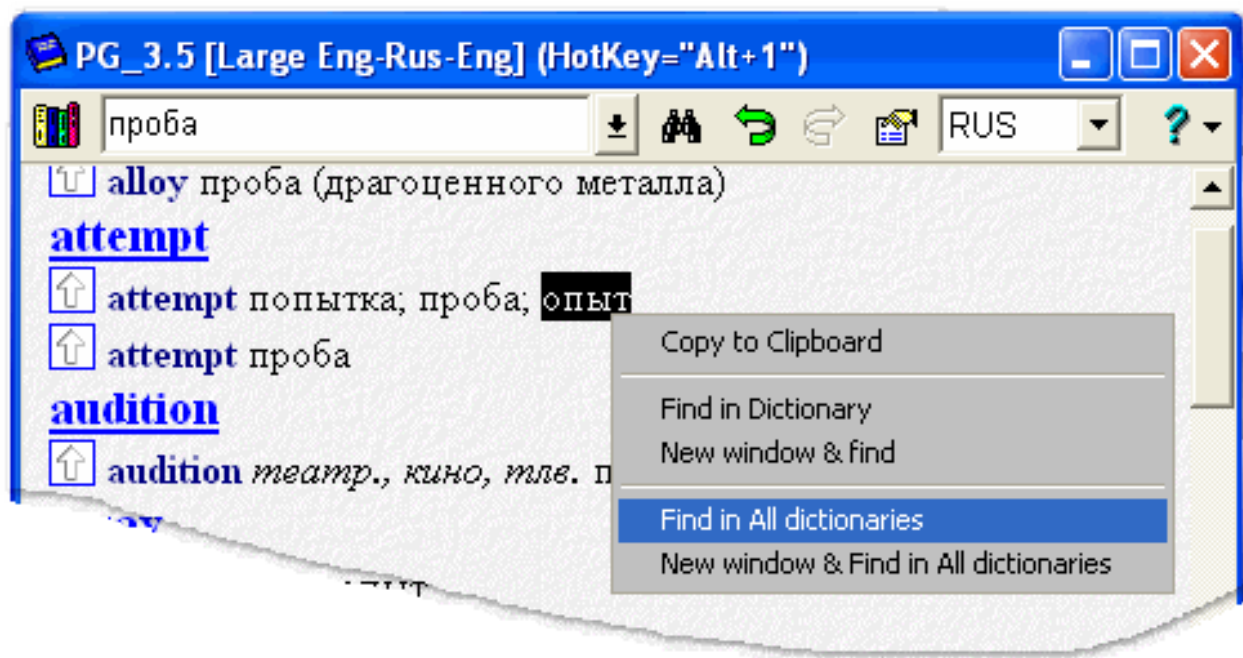 PG_3.5 [Large Eng-Rus-Eng] (HotKey="Alt+1")
проба
RUS
alloy проба (драгоценного металла)
attempt
attempt попытка; проба; опыт
attempt проба
audition
audition театр., кино, тлв. п
Copy to Clipboard
Find in Dictionary
New window & find
Find in All dictionaries
New window & Find in All dictionaries